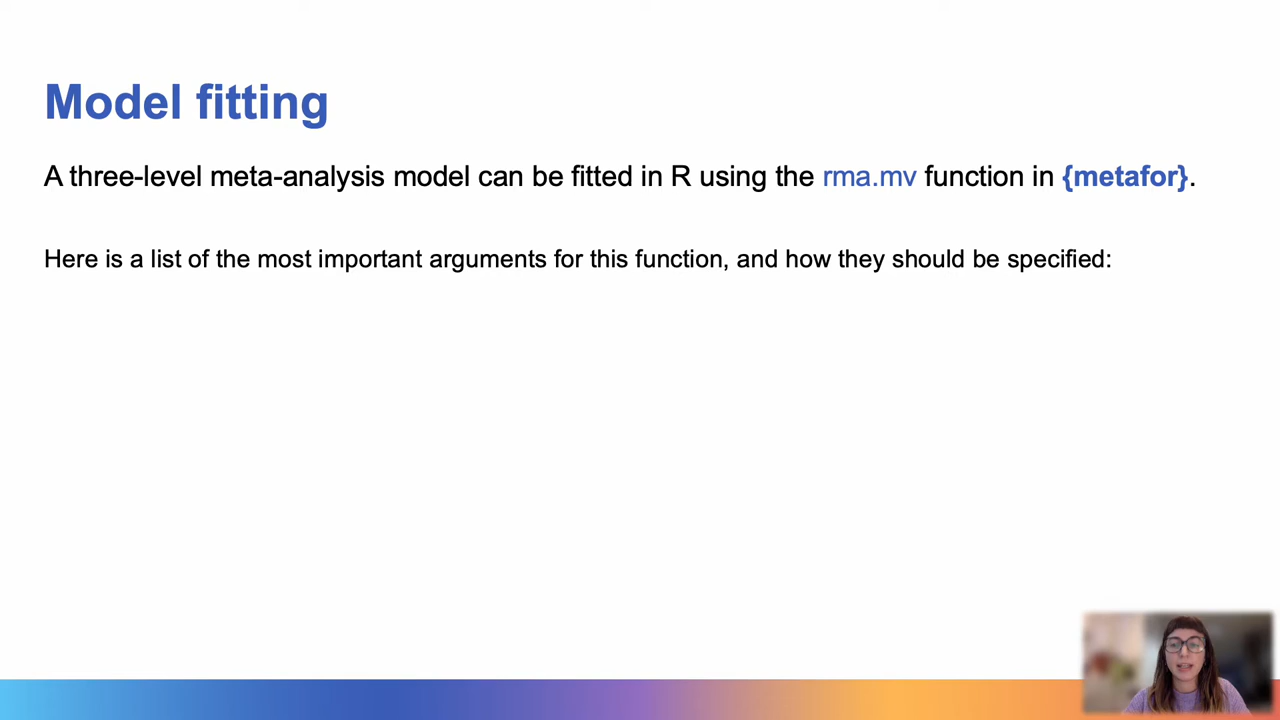 Model fitting
A three-level meta-analysis model can be fitted in R using the rma.mv function in {metafor}.
Here is a list of the most important arguments for this function, and how they should be specified: